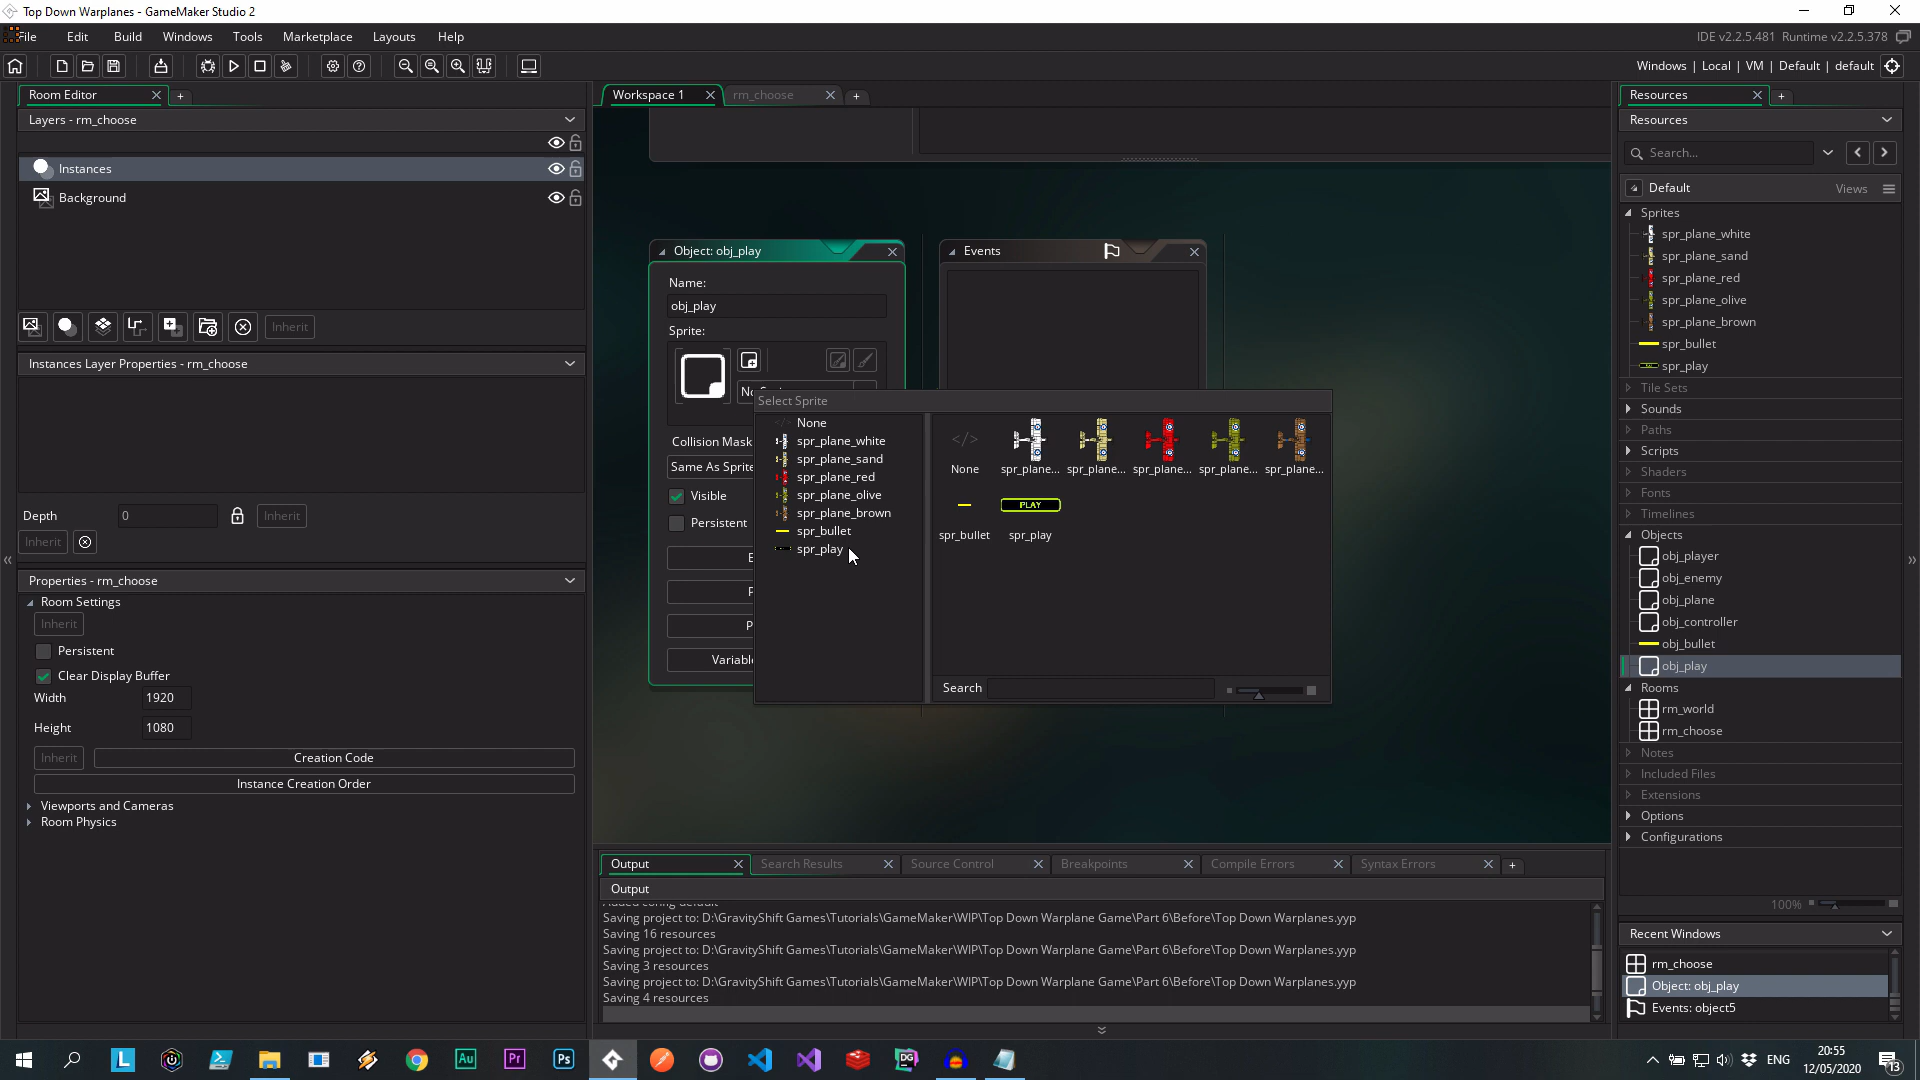 Top Down Warplanes - GameMaker Studio 2
File Edit Build Windows Tools Marketplace Layouts Help
IDE v2.2.5.481 Runtime v2.2.5.378
Windows | Local | VM | Default | default
Room Editor
Layers - rm_choose
Instances
Background
Inherit
Instances Layer Properties - rm_choose
Depth 0 Inherit
Inherit
Properties - rm_choose
Room Settings
Inherit
Persistent
Clear Display Buffer
Width 1920
Height 1080
Inherit Creation Code
Instance Creation Order
Viewports and Cameras
Room Physics
Workspace 1 rm_choose
Object: obj_play
Name:
obj_play
Sprite:
Collision Mask
Same As Sprite
Visible
Persistent
Variable
Events
Select Sprite
None
spr_plane_white
spr_plane_sand
spr_plane_red
spr_plane_olive
spr_plane_brown
spr_bullet
spr_play
None spr_plane... spr_plane... spr_plane... spr_plane... spr_plane...
PLAY
spr_bullet spr_play
Search
Output Search Results Source Control Breakpoints Compile Errors Syntax Errors
Output
Saving project to: D:\GravityShift Games\Tutorials\GameMaker\WIP\Top Down Warplane Game\Part 6\Before\Top Down Warplanes.yyp
Saving 16 resources
Saving project to: D:\GravityShift Games\Tutorials\GameMaker\WIP\Top Down Warplane Game\Part 6\Before\Top Down Warplanes.yyp
Saving 3 resources
Saving project to: D:\GravityShift Games\Tutorials\GameMaker\WIP\Top Down Warplane Game\Part 6\Before\Top Down Warplanes.yyp
Saving 4 resources
Resources
Resources
Search...
Default Views
Sprites
spr_plane_white
spr_plane_sand
spr_plane_red
spr_plane_olive
spr_plane_brown
spr_bullet
spr_play
Tile Sets
Sounds
Paths
Scripts
Shaders
Fonts
Timelines
Objects
obj_player
obj_enemy
obj_plane
obj_controller
obj_bullet
obj_play
Rooms
rm_world
rm_choose
Notes
Included Files
Extensions
Options
Configurations
100%
Recent Windows
rm_choose
Object: obj_play
Events: object5
L Au Pr Ps DG
ENG
20:55
12/05/2020
13